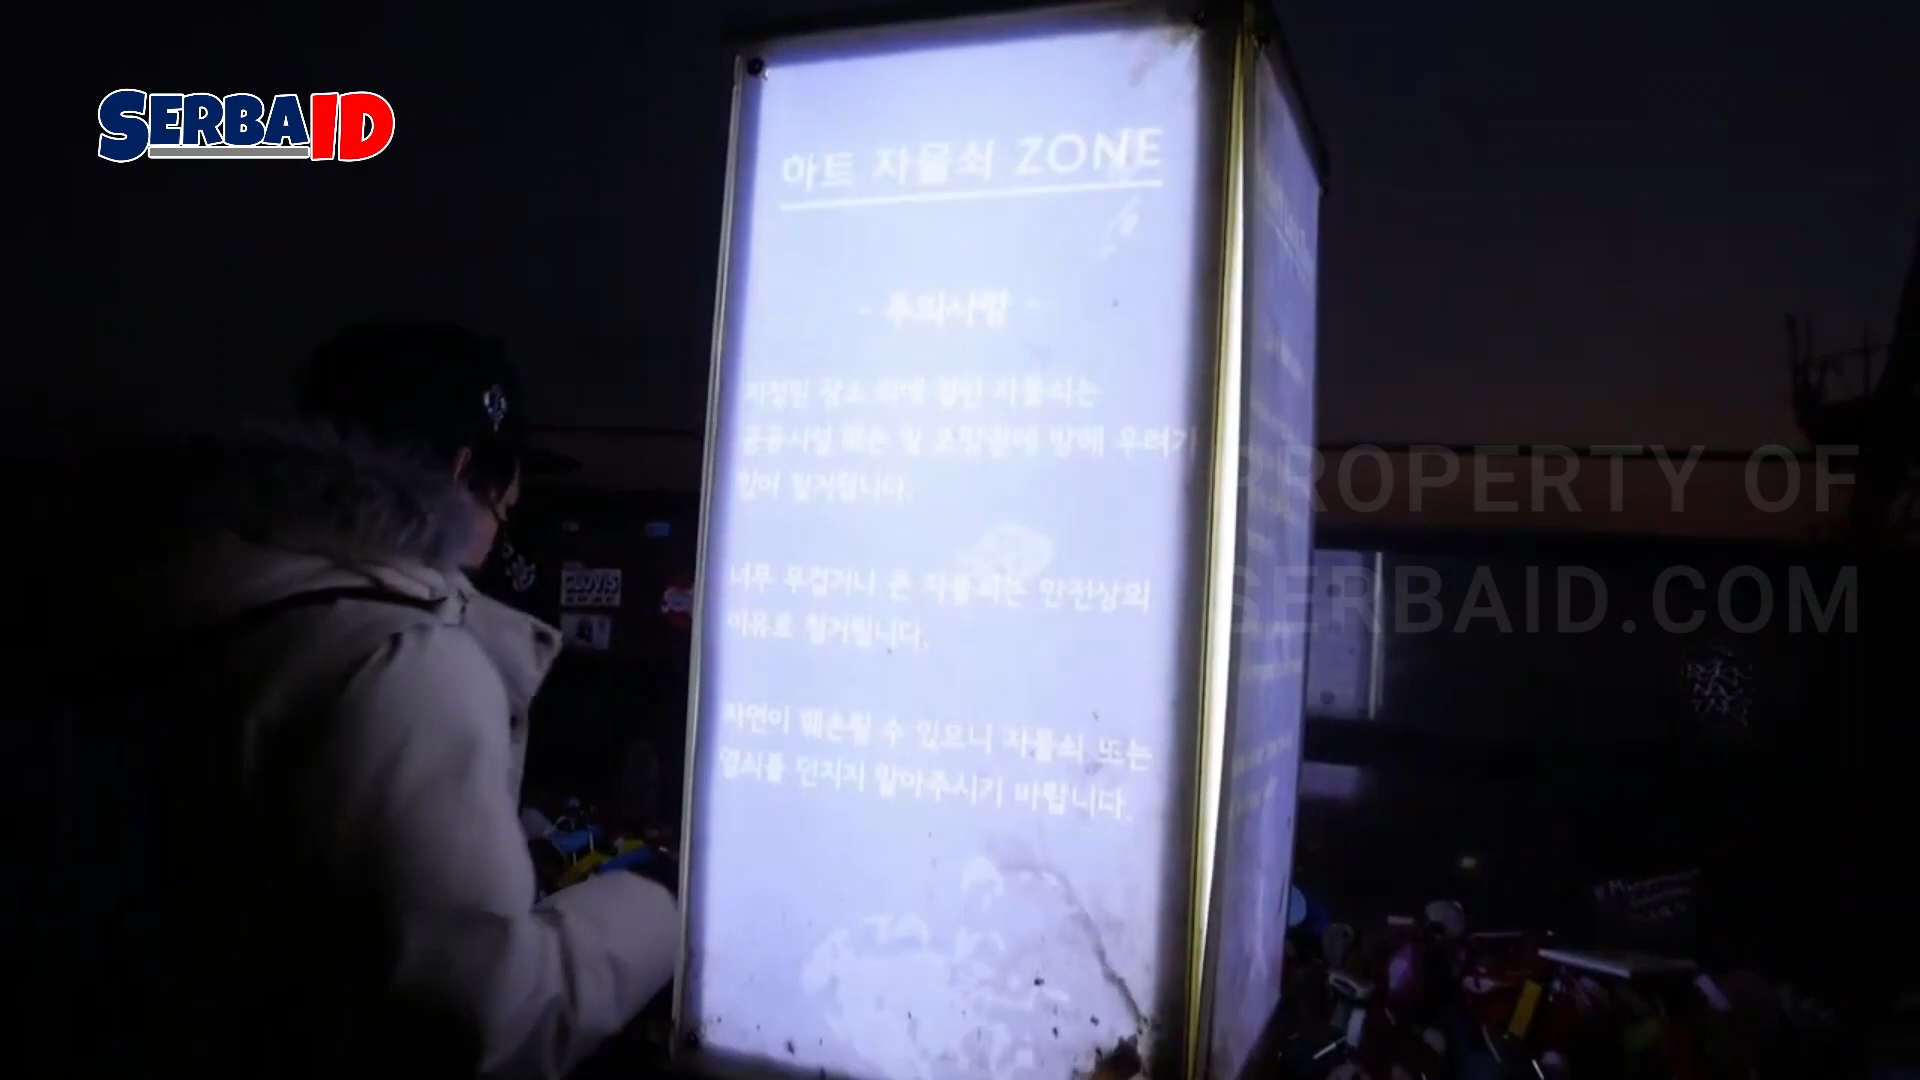 SERBAID
하트 자물쇠 ZONE
- 주의사항 -
지정된 장소 외에 걸린 자물쇠는
공공시설 훼손 및 조망권에 방해 우려가
있어 철거됩니다.
너무 무겁거나 큰 자물쇠는 안전상의
이유로 철거됩니다.
자연이 훼손될 수 있으니 자물쇠 또는
열쇠를 던지지 말아주시기 바랍니다.
PROPERTY OF
SERBAID.COM